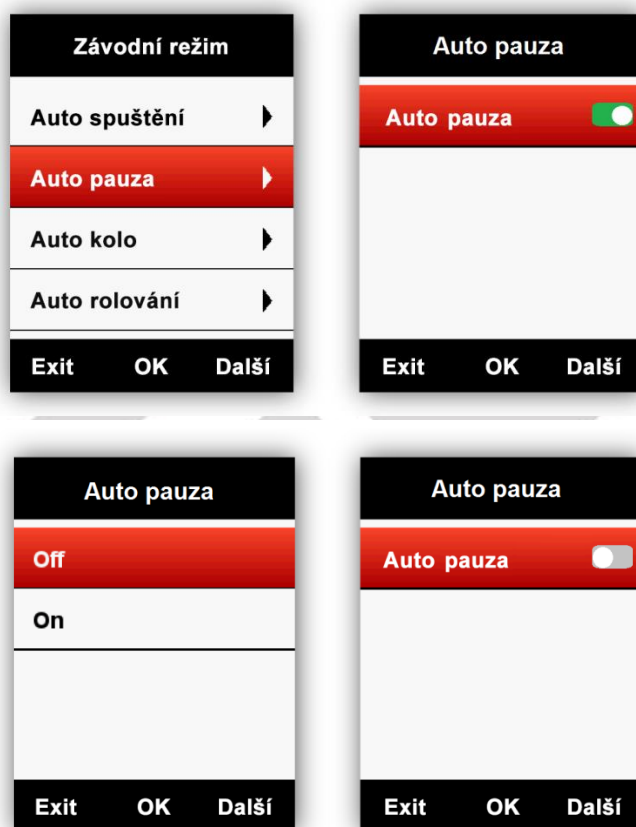 Závodní režim
Auto spuštění
Auto pauza
Auto kolo
Auto rolování
Exit OK Další
Auto pauza
Auto pauza
Exit OK Další
Auto pauza
Off
On
Exit OK Další
Auto pauza
Auto pauza
Exit OK Další